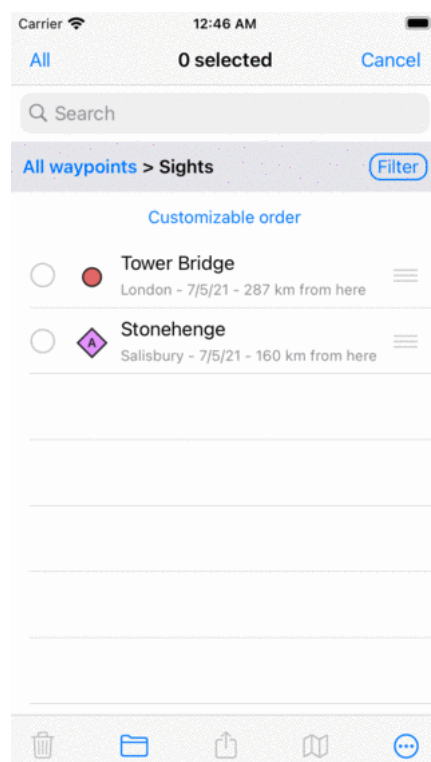 Carrier 12:46 AM
All 0 selected Cancel
Search
All waypoints > Sights Filter
Customizable order
Tower Bridge
London - 7/5/21 - 287 km from here
A
Stonehenge
Salisbury - 7/5/21 - 160 km from here